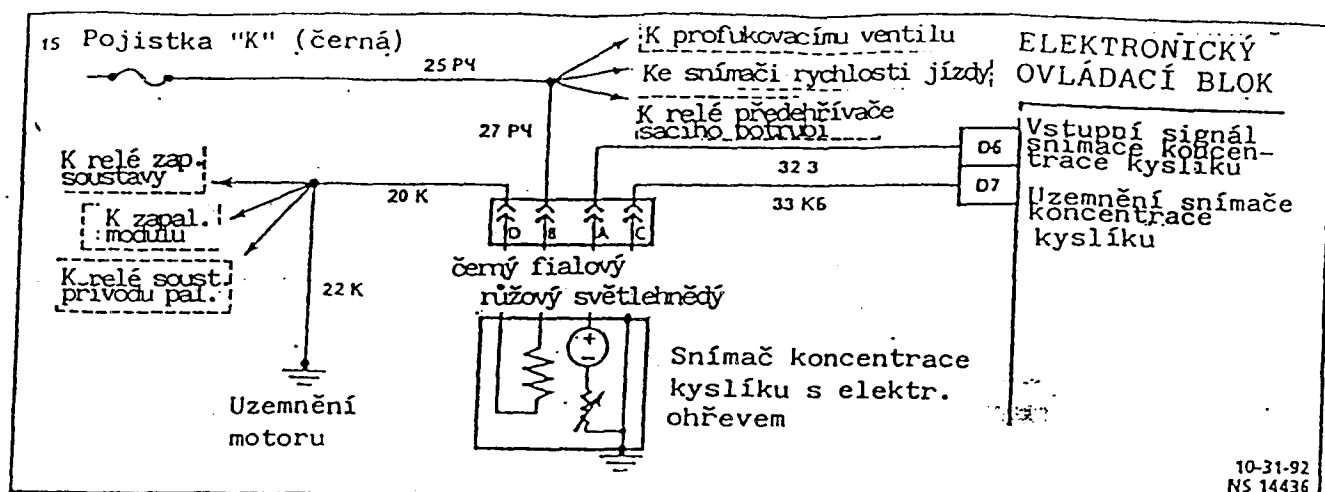 15 Pojistka "K" (černá)
25 РЧ
K profukovacímu ventilu
Ke snímači rychlosti jízdy
K relé předehřívače
sacího potrubí
ELEKTRONICKÝ
OVLÁDACÍ BLOK
27 РЧ
K relé zap.
soustavy
K zapal.
modulu
K relé soust.
přívodu pal.
20 K
22 K
32 З
33 КБ
D6
D7
Vstupní signál
snímače koncen-
trace kyslíku
Uzemnění snímače
koncentrace
kyslíku
D B A C
černý fialový
růžový světlehnědý
Snímač koncentrace
kyslíku s elektr.
ohřevem
Uzemnění
motoru
10-31-92
NS 14436